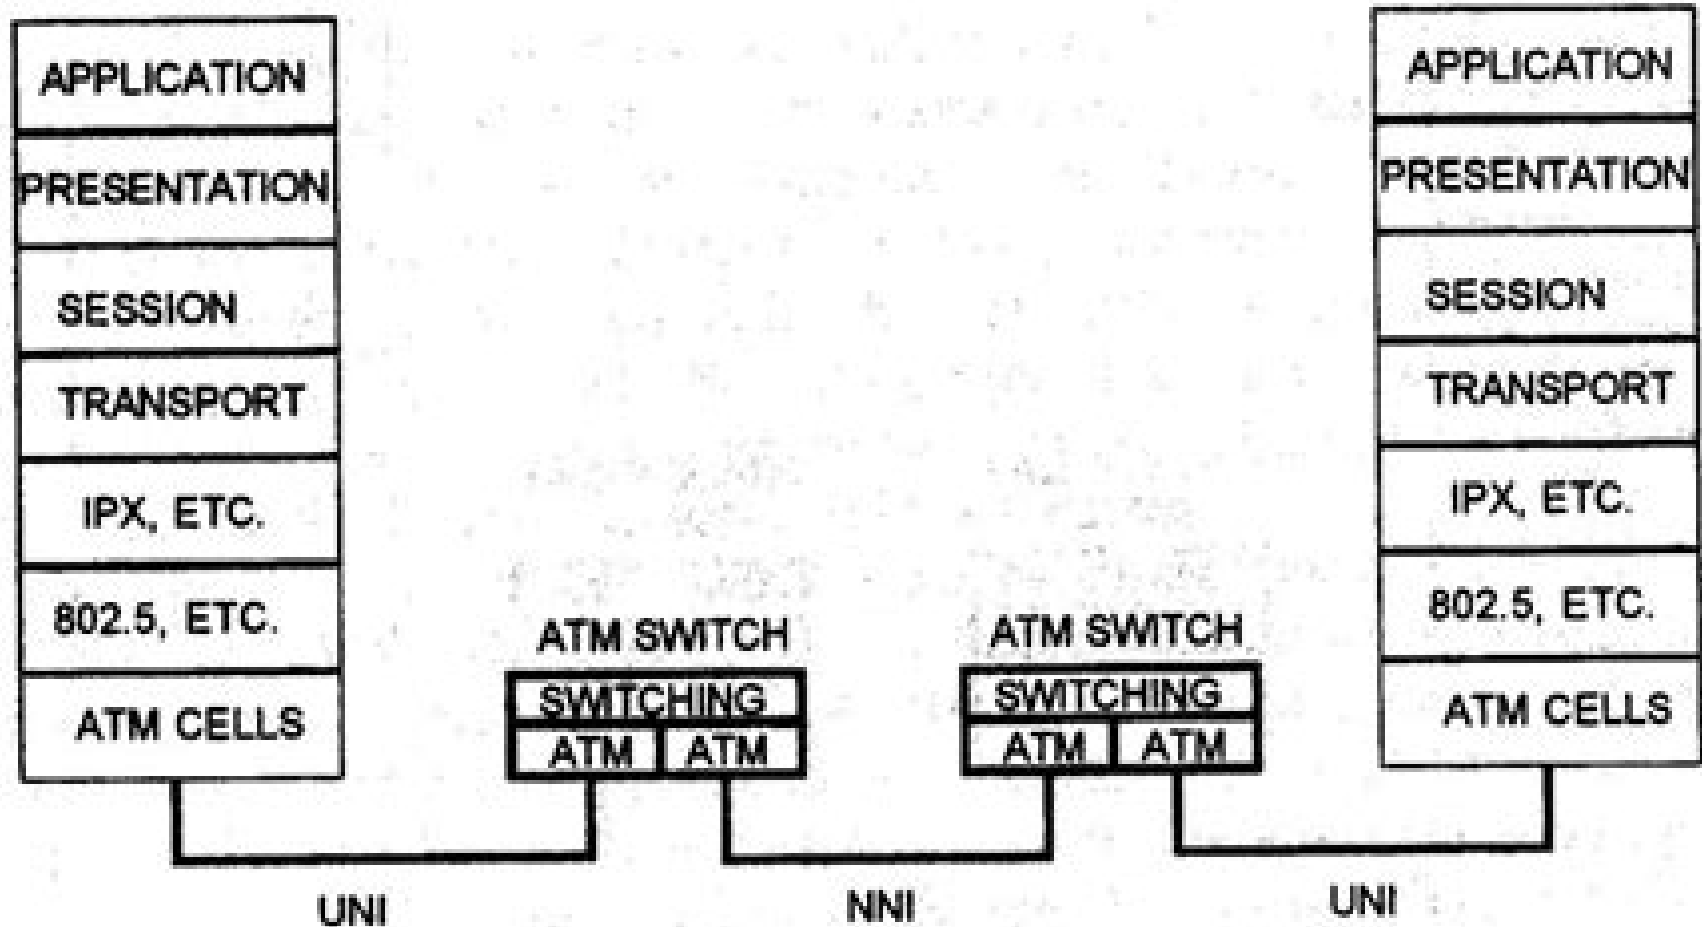 APPLICATION
PRESENTATION
SESSION
TRANSPORT
IPX, ETC.
802.5, ETC.
ATM CELLS
ATM SWITCH
SWITCHING
ATM ATM
ATM SWITCH
SWITCHING
ATM ATM
APPLICATION
PRESENTATION
SESSION
TRANSPORT
IPX, ETC.
802.5, ETC.
ATM CELLS
UNI
NNI
UNI